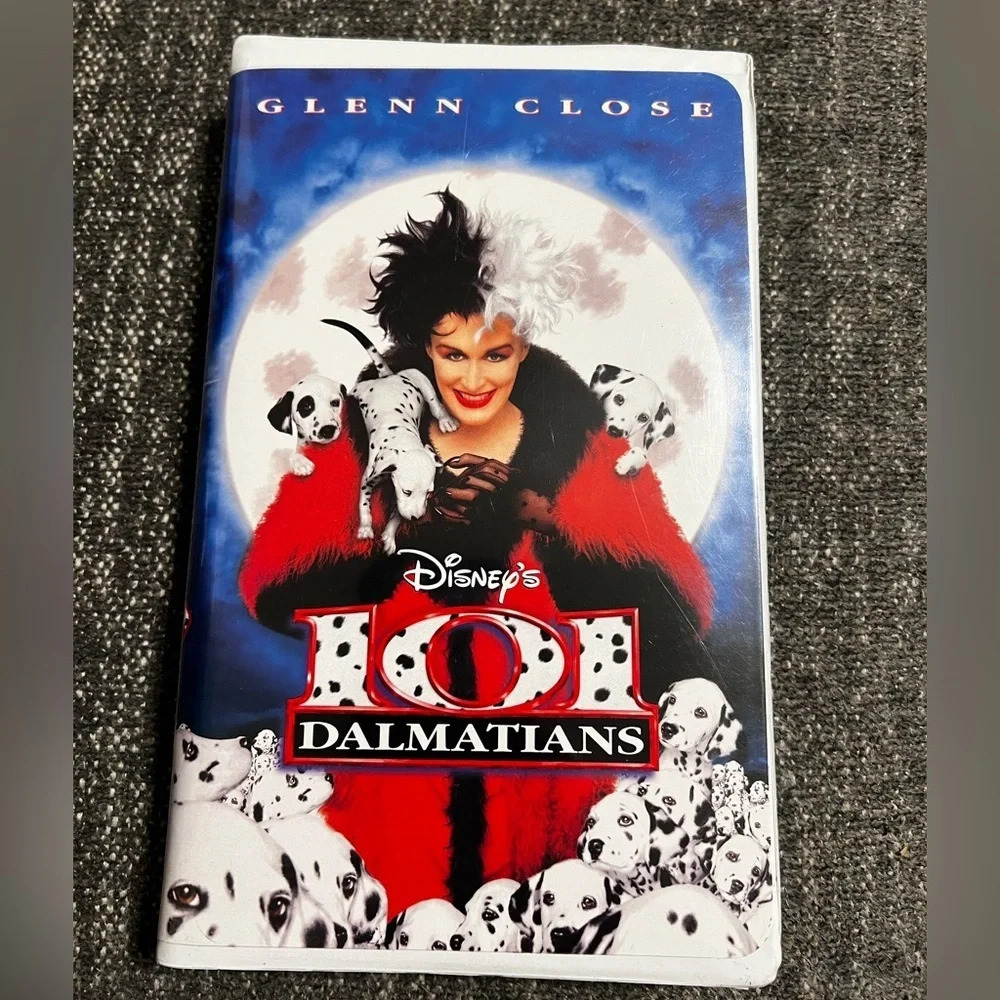 GLENN CLOSE
DISNEY'S
101
DALMATIANS